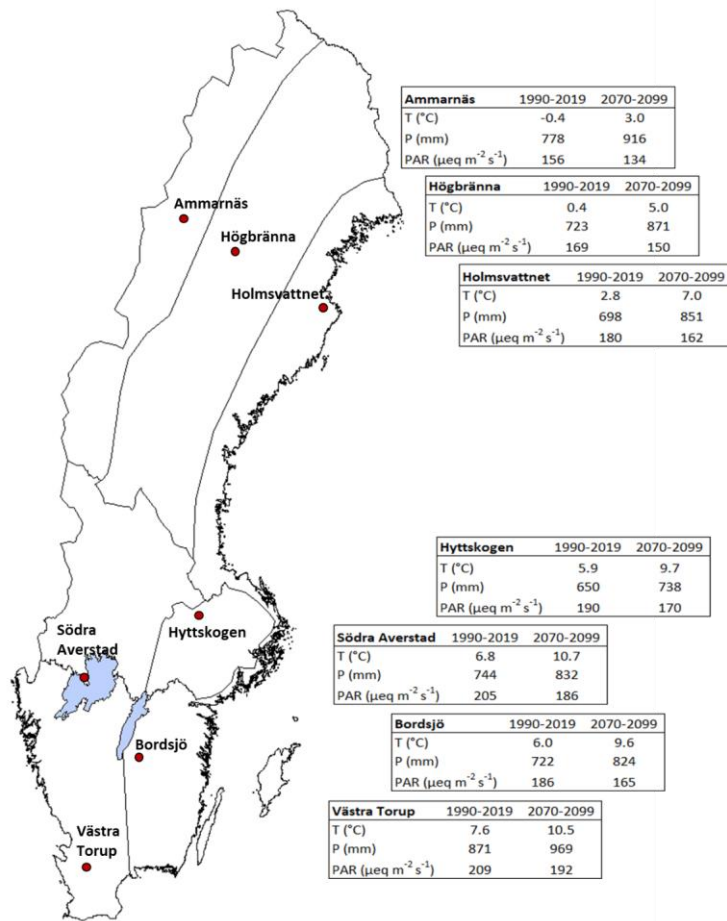 Ammarnäs 1990-2019 2070-2099
T (°C) -0.4 3.0
P (mm) 778 916
PAR (µeq m⁻² s⁻¹) 156 134
Högbränna 1990-2019 2070-2099
T (°C) 0.4 5.0
P (mm) 723 871
PAR (µeq m⁻² s⁻¹) 169 150
Holmsvattnet 1990-2019 2070-2099
T (°C) 2.8 7.0
P (mm) 698 851
PAR (µeq m⁻² s⁻¹) 180 162
Ammarnäs
Högbränna
Holmsvattnet
Hyttskogen 1990-2019 2070-2099
T (°C) 5.9 9.7
P (mm) 650 738
PAR (µeq m⁻² s⁻¹) 190 170
Södra Averstad 1990-2019 2070-2099
T (°C) 6.8 10.7
P (mm) 744 832
PAR (µeq m⁻² s⁻¹) 205 186
Bordsjö 1990-2019 2070-2099
T (°C) 6.0 9.6
P (mm) 722 824
PAR (µeq m⁻² s⁻¹) 186 165
Västra Torup 1990-2019 2070-2099
T (°C) 7.6 10.5
P (mm) 871 969
PAR (µeq m⁻² s⁻¹) 209 192
Hyttskogen
Södra
Averstad
Bordsjö
Västra
Torup